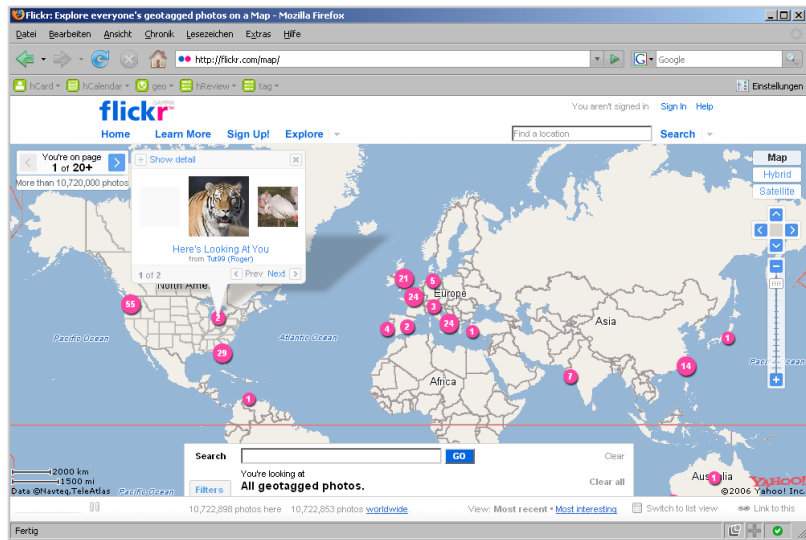 Flickr: Explore everyone's geotagged photos on a Map - Mozilla Firefox
Datei Bearbeiten Ansicht Chronik Lesezeichen Extras Hilfe
http://flickr.com/map/
G Google
hCard hCalendar geo hReview tag Einstellungen
flickr GAMMA TM
You aren't signed in Sign In Help
Home Learn More Sign Up! Explore
Find a location Search
You're on page
1 of 20+
More than 10,720,000 photos
Show detail
Here's Looking At You
from Tut99 (Roger)
1 of 2 Prev Next
Map
Hybrid
Satellite
North Ame
Europe
Asia
Africa
Pacific Ocean
Atlantic Ocean
55
2
29
1
21
5
24
3
4
2
24
1
7
14
1
1
Search GO Clear
You're looking at
Filters All geotagged photos. Clear all
2000 km
1500 mi
Data ©Navteq,TeleAtlas Pacific Ocean
YAHOO!
©2006 Yahoo! Inc.
10,722,898 photos here 10,722,853 photos worldwide. View: Most recent • Most interesting Switch to list view Link to this
Fertig